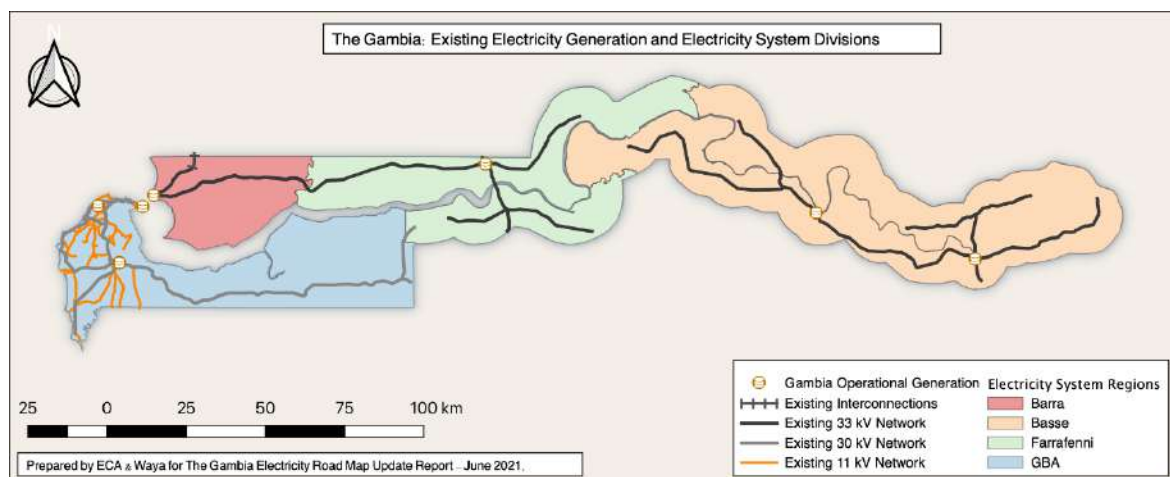 The Gambia: Existing Electricity Generation and Electricity System Divisions
N
Gambia Operational Generation
Existing Interconnections
Existing 33 kV Network
Existing 30 kV Network
Existing 11 kV Network
Electricity System Regions
Barra
Basse
Farrafenni
GBA
25 0 25 50 75 100 km
Prepared by ECA & Waya for The Gambia Electricity Road Map Update Report - June 2021.